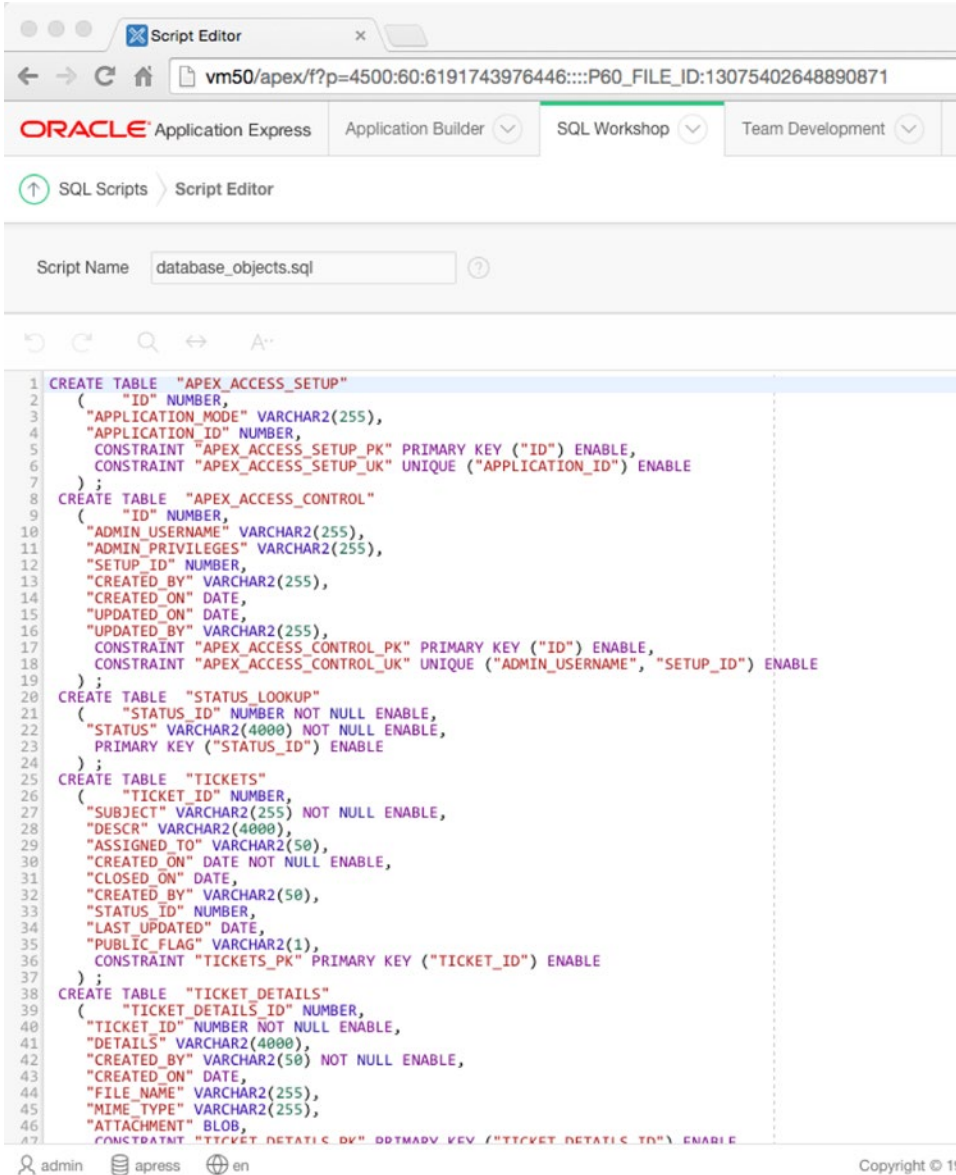 Script Editor
vm50/apex/f?p=4500:60:6191743976446::::P60_FILE_ID:13075402648890871
ORACLE Application Express Application Builder SQL Workshop Team Development
SQL Scripts Script Editor
Script Name database_objects.sql
1 CREATE TABLE "APEX_ACCESS_SETUP"
2 ( "ID" NUMBER,
3 "APPLICATION_MODE" VARCHAR2(255),
4 "APPLICATION_ID" NUMBER,
5 CONSTRAINT "APEX_ACCESS_SETUP_PK" PRIMARY KEY ("ID") ENABLE,
6 CONSTRAINT "APEX_ACCESS_SETUP_UK" UNIQUE ("APPLICATION_ID") ENABLE
7 ) ;
8 CREATE TABLE "APEX_ACCESS_CONTROL"
9 ( "ID" NUMBER,
10 "ADMIN_USERNAME" VARCHAR2(255),
11 "ADMIN_PRIVILEGES" VARCHAR2(255),
12 "SETUP_ID" NUMBER,
13 "CREATED_BY" VARCHAR2(255),
14 "CREATED_ON" DATE,
15 "UPDATED_ON" DATE,
16 "UPDATED_BY" VARCHAR2(255),
17 CONSTRAINT "APEX_ACCESS_CONTROL_PK" PRIMARY KEY ("ID") ENABLE,
18 CONSTRAINT "APEX_ACCESS_CONTROL_UK" UNIQUE ("ADMIN_USERNAME", "SETUP_ID") ENABLE
19 ) ;
20 CREATE TABLE "STATUS_LOOKUP"
21 ( "STATUS_ID" NUMBER NOT NULL ENABLE,
22 "STATUS" VARCHAR2(4000) NOT NULL ENABLE,
23 PRIMARY KEY ("STATUS_ID") ENABLE
24 ) ;
25 CREATE TABLE "TICKETS"
26 ( "TICKET_ID" NUMBER,
27 "SUBJECT" VARCHAR2(255) NOT NULL ENABLE,
28 "DESCR" VARCHAR2(4000),
29 "ASSIGNED_TO" VARCHAR2(50),
30 "CREATED_ON" DATE NOT NULL ENABLE,
31 "CLOSED_ON" DATE,
32 "CREATED_BY" VARCHAR2(50),
33 "STATUS_ID" NUMBER,
34 "LAST_UPDATED" DATE,
35 "PUBLIC_FLAG" VARCHAR2(1),
36 CONSTRAINT "TICKETS_PK" PRIMARY KEY ("TICKET_ID") ENABLE
37 ) ;
38 CREATE TABLE "TICKET_DETAILS"
39 ( "TICKET_DETAILS_ID" NUMBER,
40 "TICKET_ID" NUMBER NOT NULL ENABLE,
41 "DETAILS" VARCHAR2(4000),
42 "CREATED_BY" VARCHAR2(50) NOT NULL ENABLE,
43 "CREATED_ON" DATE,
44 "FILE_NAME" VARCHAR2(255),
45 "MIME_TYPE" VARCHAR2(255),
46 "ATTACHMENT" BLOB,
47 CONSTRAINT "TICKET_DETAILS_PK" PRIMARY KEY ("TICKET_DETAILS_ID") ENABLE
admin apress en Copyright © 19